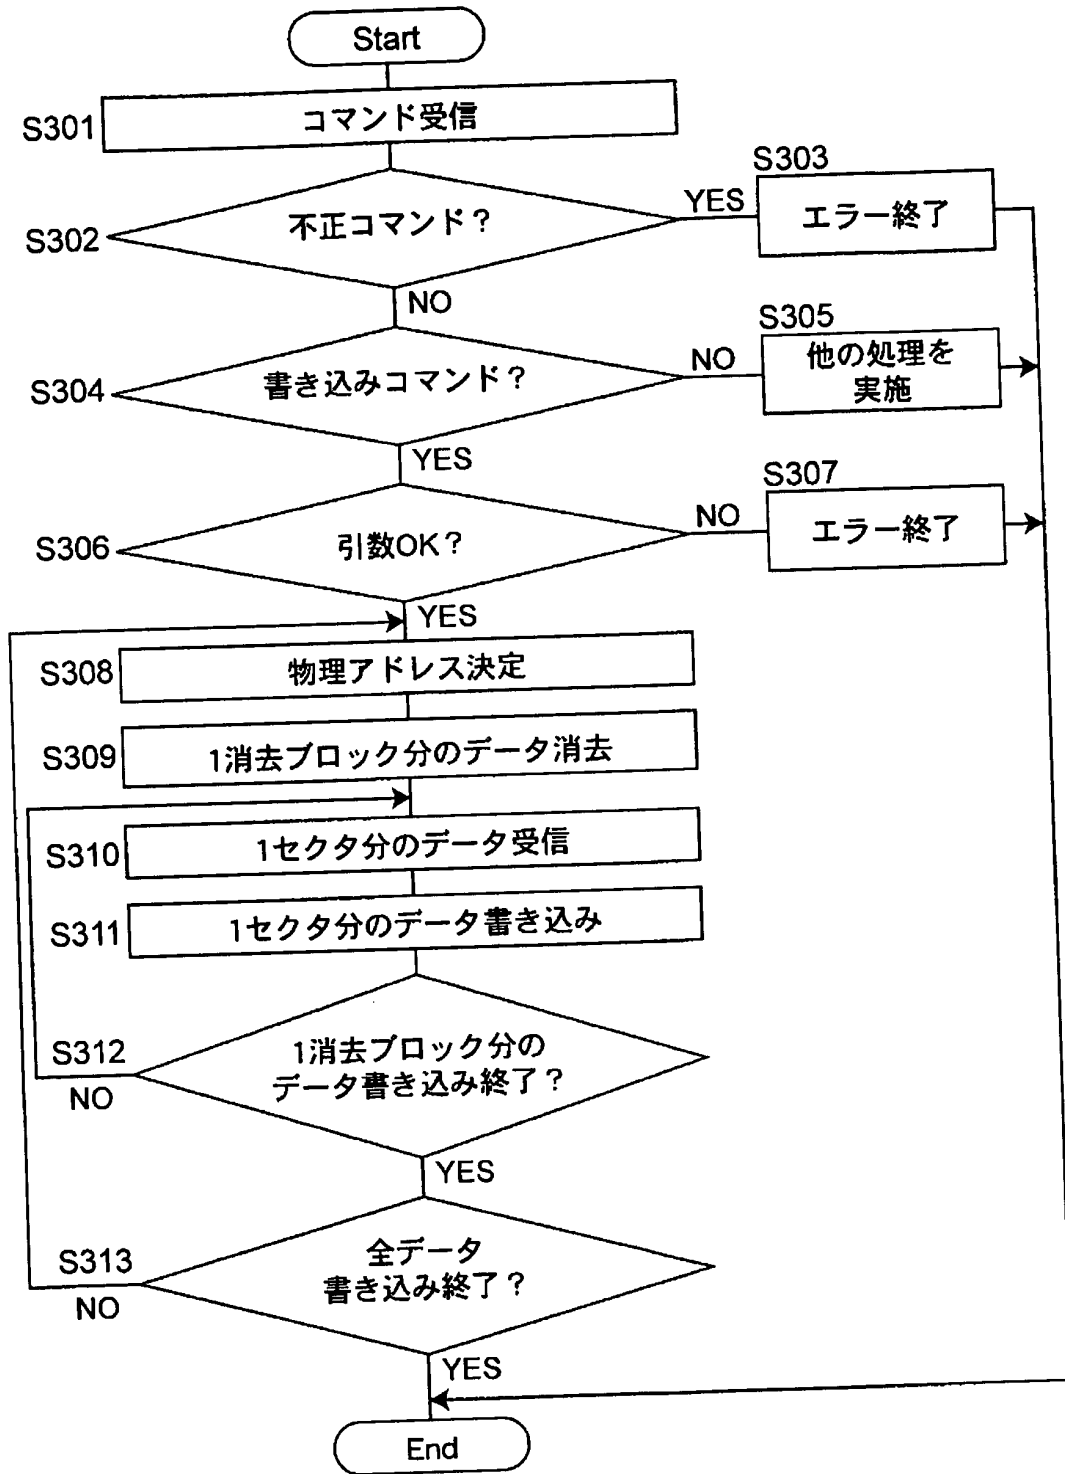 Start
S301
コマンド受信
S302
不正コマンド？
YES
S303
エラー終了
NO
S304
書き込みコマンド？
NO
S305
他の処理を
実施
YES
S306
引数OK？
NO
S307
エラー終了
YES
S308
物理アドレス決定
S309
1消去ブロック分のデータ消去
S310
1セクタ分のデータ受信
S311
1セクタ分のデータ書き込み
S312
1消去ブロック分の
データ書き込み終了？
NO
YES
S313
全データ
書き込み終了？
NO
YES
End